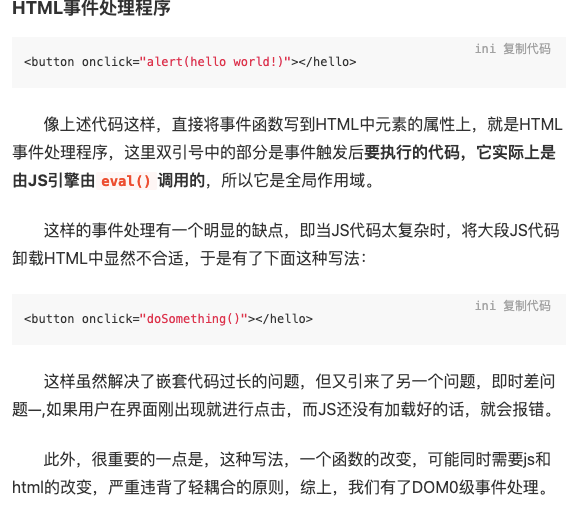 HTML事件处理程序
ini 复制代码
<button onclick="alert(hello world!)"></hello>
像上述代码这样，直接将事件函数写到HTML中元素的属性上，就是HTML
事件处理程序，这里双引号中的部分是事件触发后要执行的代码，它实际上是
由JS引擎由 eval() 调用的，所以它是全局作用域。
这样的事件处理有一个明显的缺点，即当JS代码太复杂时，将大段JS代码
卸载HTML中显然不合适，于是有了下面这种写法：
ini 复制代码
<button onclick="doSomething()"></hello>
这样虽然解决了嵌套代码过长的问题，但又引来了另一个问题，即时差问
题—,如果用户在界面刚出现就进行点击，而JS还没有加载好的话，就会报错。
此外，很重要的一点是，这种写法，一个函数的改变，可能同时需要js和
html的改变，严重违背了轻耦合的原则，综上，我们有了DOM0级事件处理。